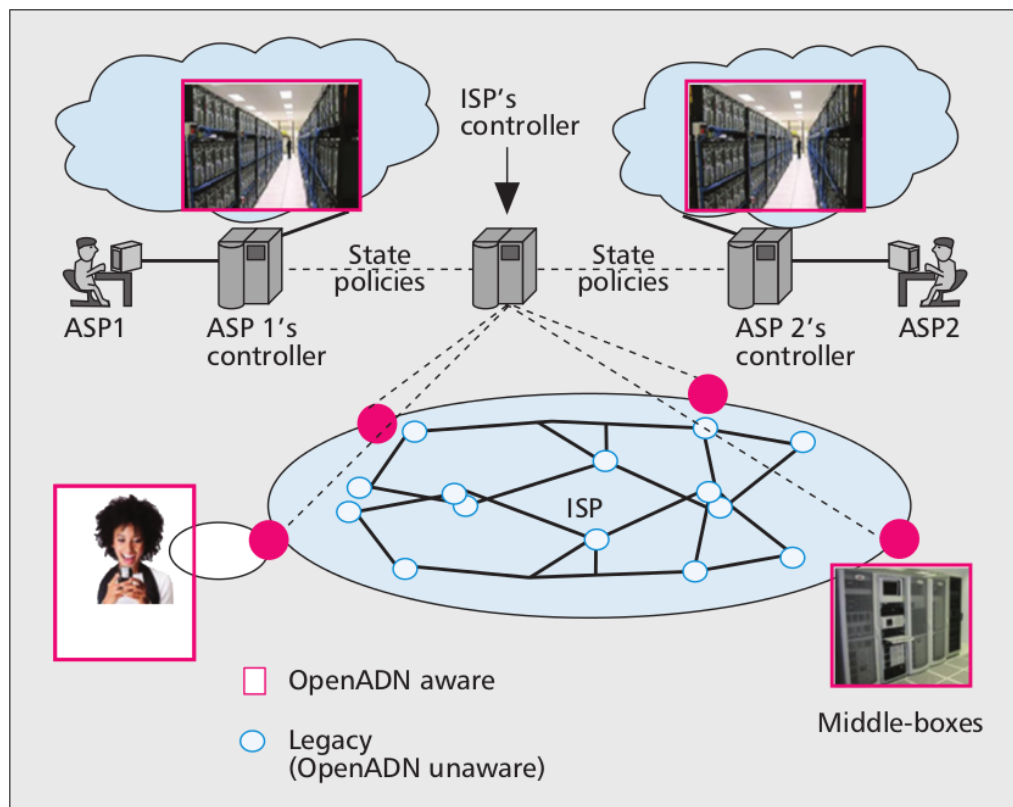 ISP's
controller
State
policies
State
policies
ASP1
ASP 1's
controller
ASP 2's
controller
ASP2
ISP
OpenADN aware
Legacy
(OpenADN unaware)
Middle-boxes